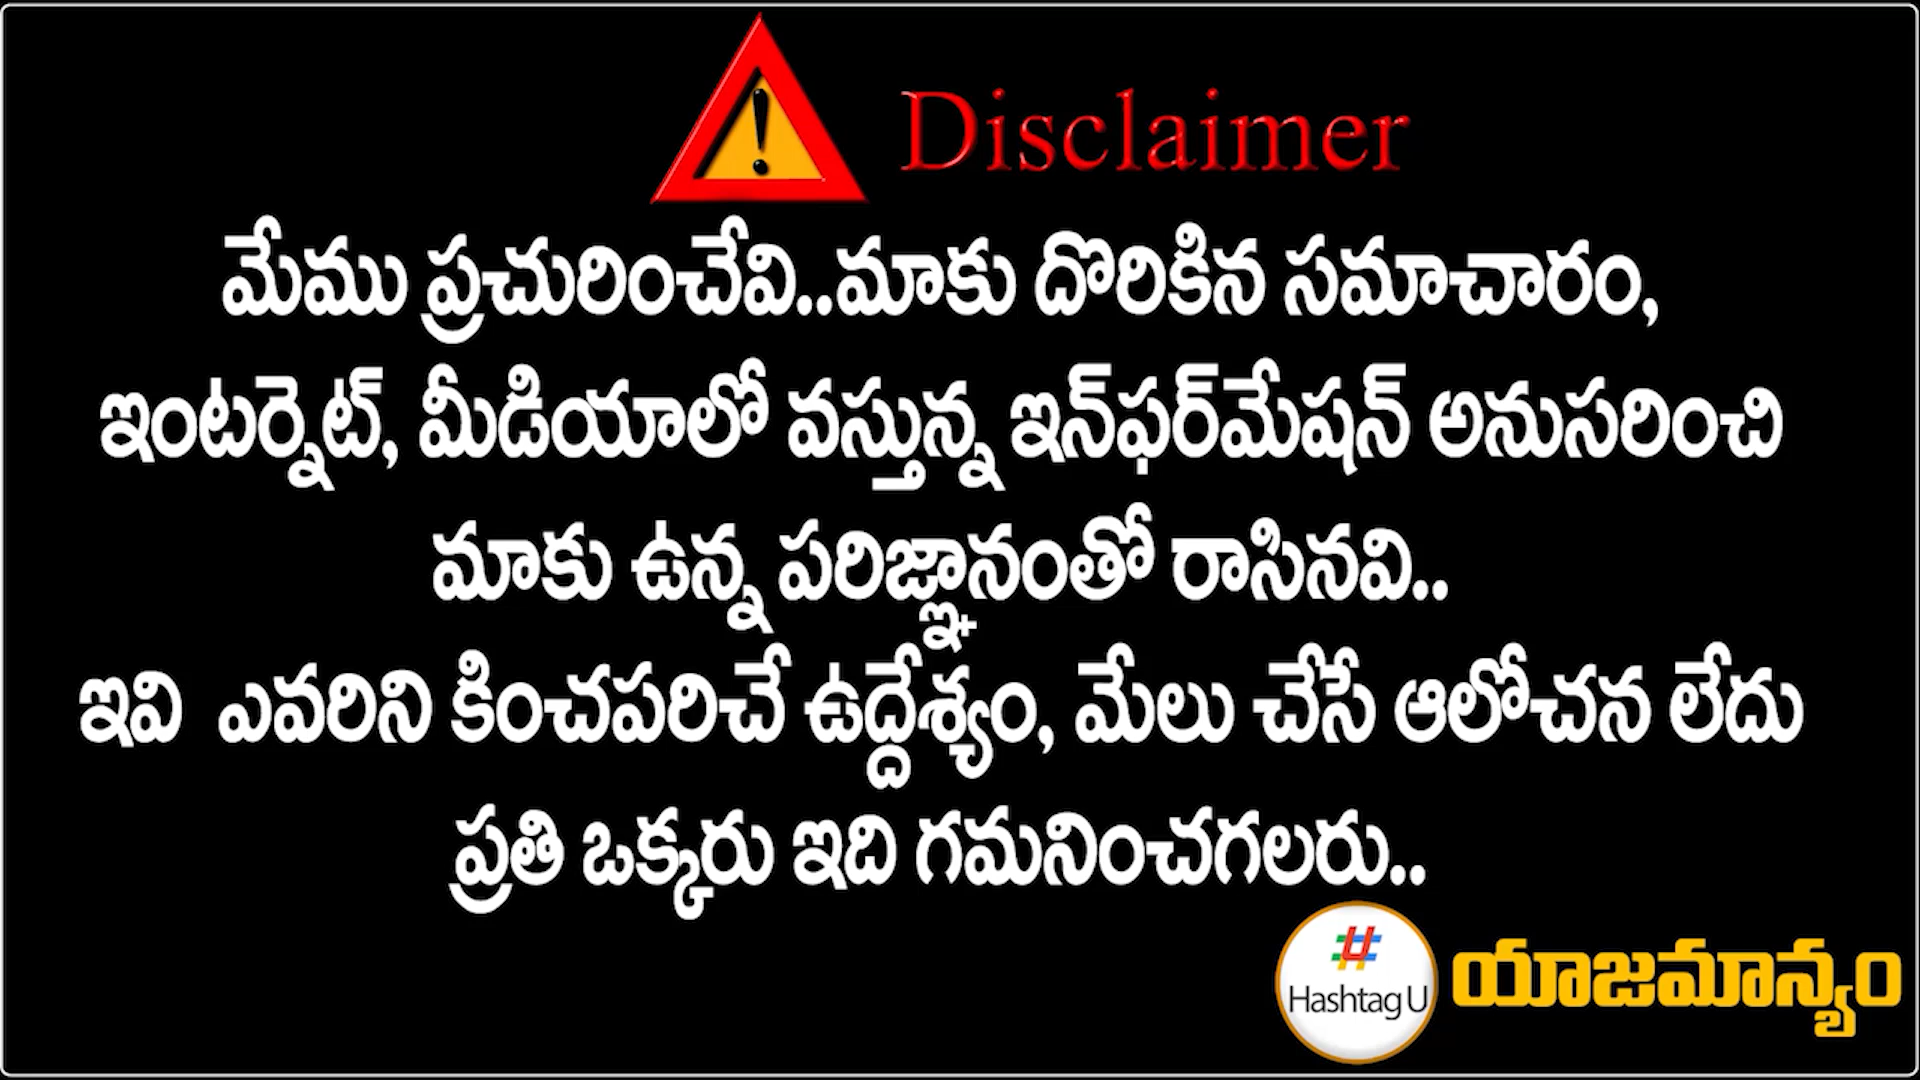 Disclaimer
మేము ప్రచురించేవి..మాకు దొరికిన సమాచారం,
ఇంటర్నెట్, మీడియాలో వస్తున్న ఇన్‌ఫర్‌మేషన్ అనుసరించి
మాకు ఉన్న పరిజ్ఞానంతో రాసినవి..
ఇవి ఎవరిని కించపరిచే ఉద్దేశ్యం, మేలు చేసే ఆలోచన లేదు
ప్రతి ఒక్కరు ఇది గమనించగలరు..
#
Hashtag U
యాజమాన్యం